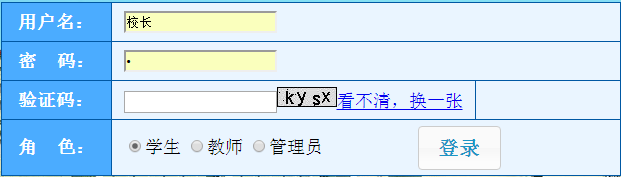 用户名： 校长
密 码： •
验证码： ky sx 看不清，换一张
角 色： 学生 教师 管理员 登录